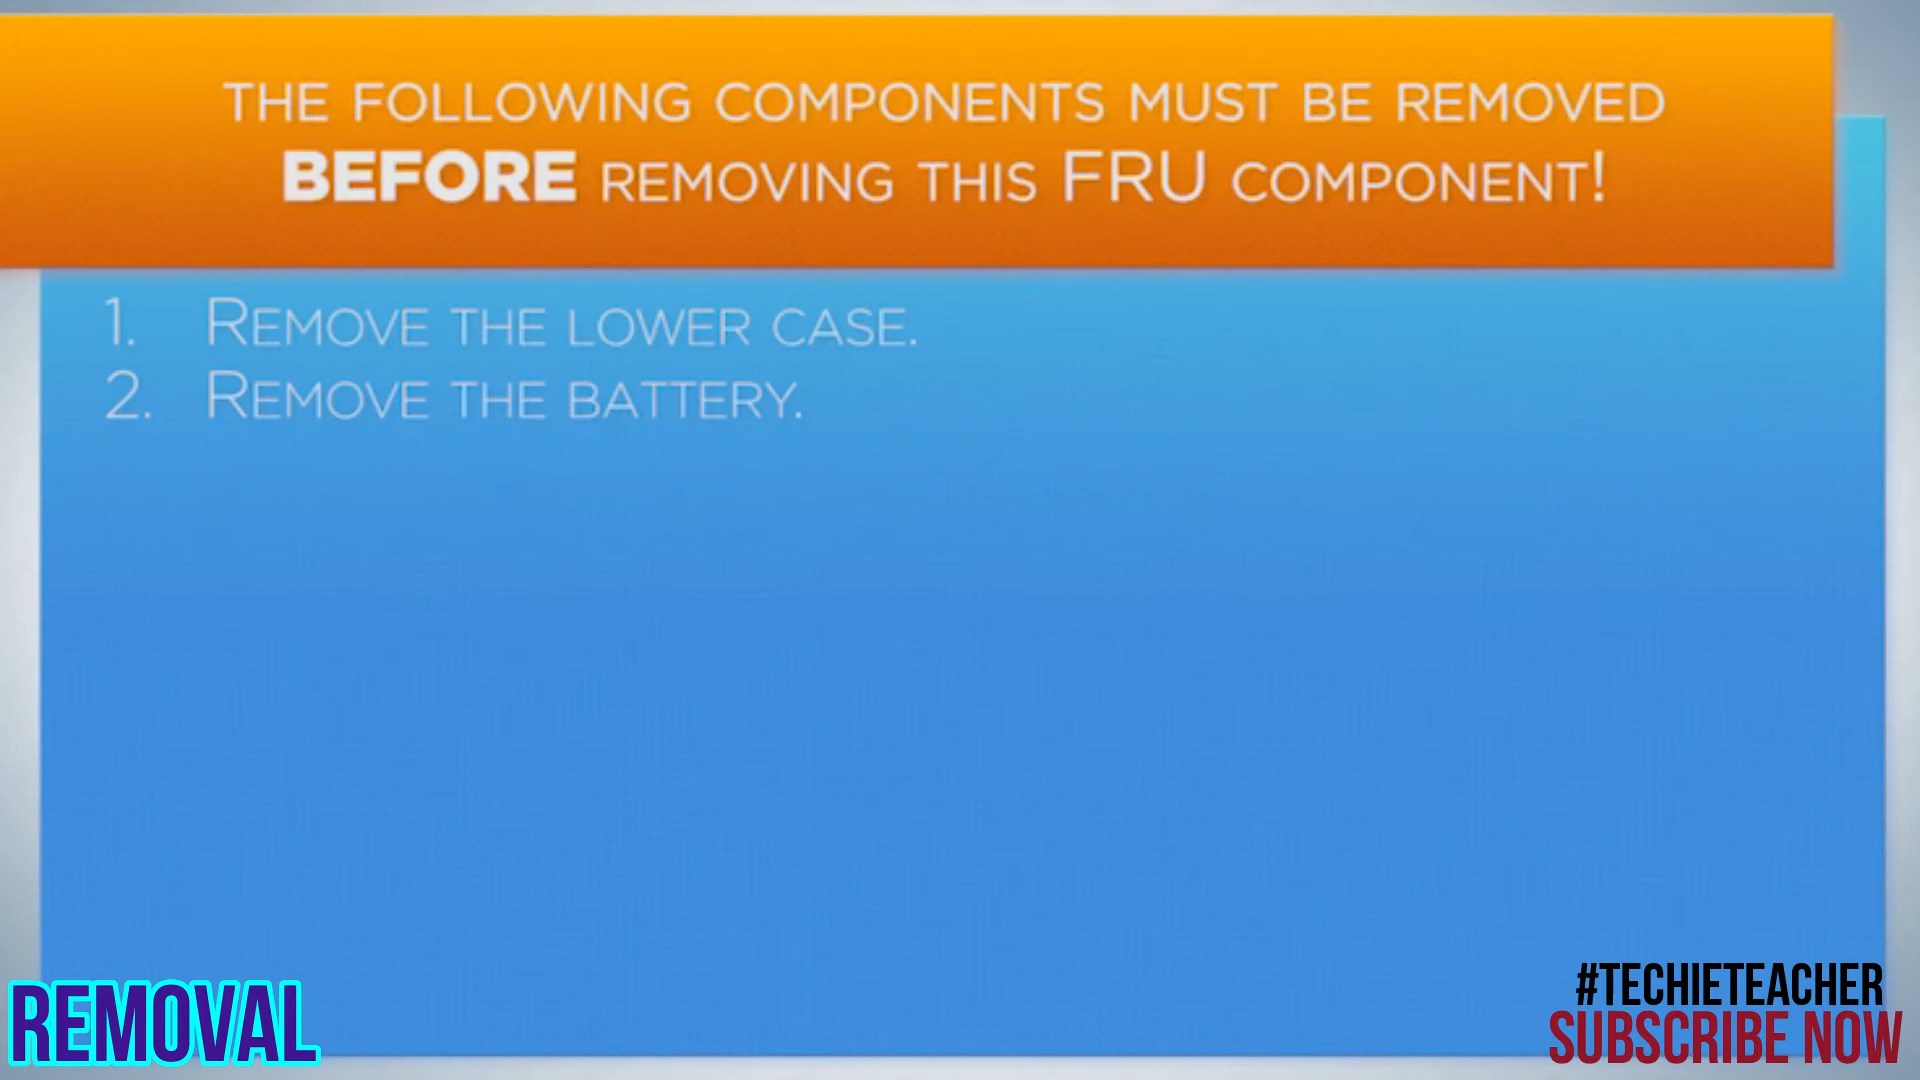 THE FOLLOWING COMPONENTS MUST BE REMOVED
BEFORE REMOVING THIS FRU COMPONENT!
1. REMOVE THE LOWER CASE.
2. REMOVE THE BATTERY.
REMOVAL
#TECHIETEACHER
SUBSCRIBE NOW